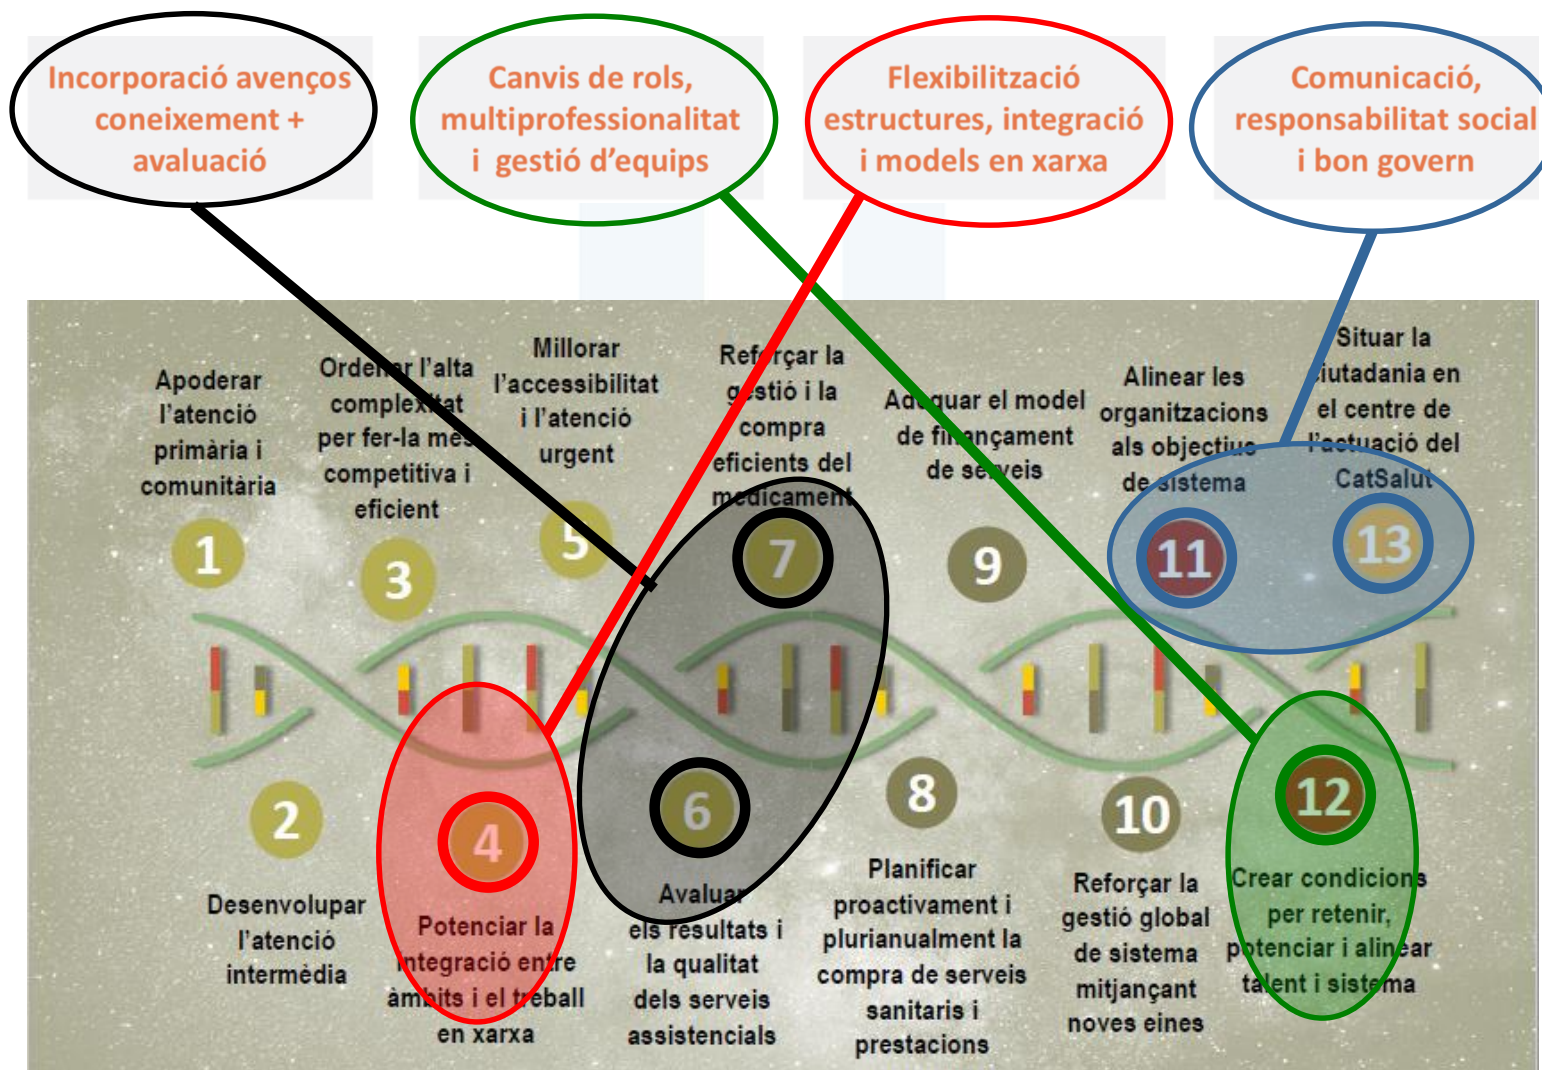 Incorporació avenços
coneixement +
avaluació
Canvis de rols,
multiprofessionalitat
i gestió d'equips
Flexibilització
estructures, integració
i models en xarxa
Comunicació,
responsabilitat social
i bon govern
Apoderar
l'atenció
primària i
comunitària
1
Desenvolupar
l'atenció
intermèdia
2
Ordenar l'alta
complexitat
per fer-la més
competitiva i
eficient
3
Potenciar la
integració entre
àmbits i el treball
en xarxa
4
Millorar
l'accessibilitat
i l'atenció
urgent
5
Avaluar
els resultats i
la qualitat
dels serveis
assistencials
6
Reforçar la
gestió i la
compra
eficients del
medicament
7
Planificar
proactivament i
plurianualment la
compra de serveis
sanitaris i
prestacions
8
Adequar el model
de finançament
de serveis
9
Reforçar la
gestió global
de sistema
mitjançant
noves eines
10
Alinear les
organitzacions
als objectius
de sistema
11
Crear condicions
per retenir,
potenciar i alinear
talent i sistema
12
Situar la
ciutadania en
el centre de
l'actuació del
CatSalut
13